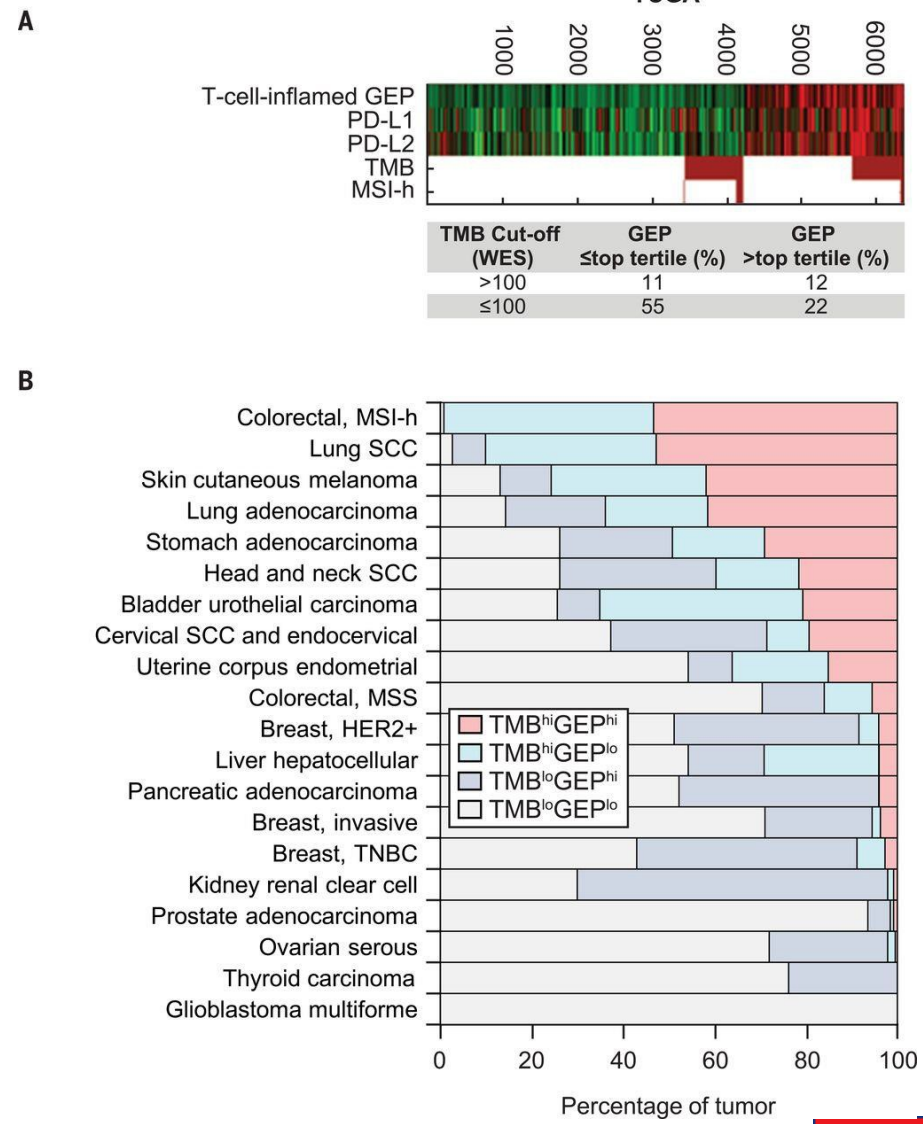 A
1000 2000 3000 4000 5000 6000
T-cell-inflamed GEP
PD-L1
PD-L2
TMB
MSI-h
TMB Cut-off (WES) GEP ≤top tertile (%) GEP >top tertile (%)
>100 11 12
≤100 55 22
B
Colorectal, MSI-h
Lung SCC
Skin cutaneous melanoma
Lung adenocarcinoma
Stomach adenocarcinoma
Head and neck SCC
Bladder urothelial carcinoma
Cervical SCC and endocervical
Uterine corpus endometrial
Colorectal, MSS
Breast, HER2+
Liver hepatocellular
Pancreatic adenocarcinoma
Breast, invasive
Breast, TNBC
Kidney renal clear cell
Prostate adenocarcinoma
Ovarian serous
Thyroid carcinoma
Glioblastoma multiforme
TMBhiGEPhi
TMBhiGEPlo
TMBloGEPhi
TMBloGEPlo
0 20 40 60 80 100
Percentage of tumor